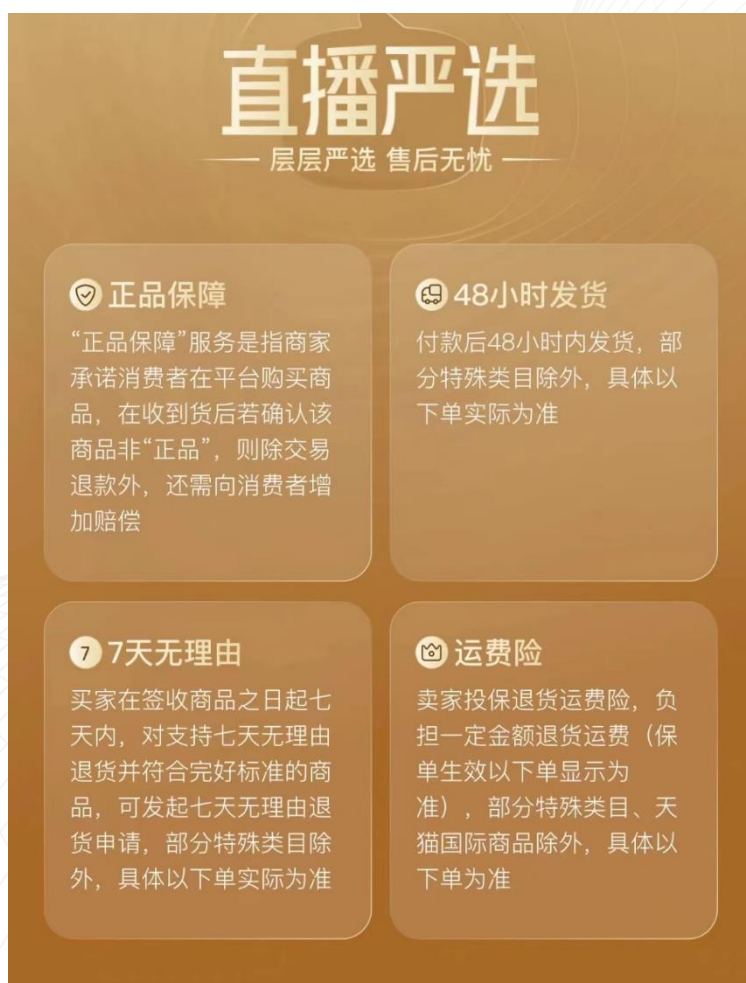 直播严选
层层严选 售后无忧
正品保障
“正品保障”服务是指商家
承诺消费者在平台购买商
品，在收到货后若确认该
商品非“正品”，则除交易
退款外，还需向消费者增
加赔偿
48小时发货
付款后48小时内发货，部
分特殊类目除外，具体以
下单实际为准
7 7天无理由
买家在签收商品之日起七
天内，对支持七天无理由
退货并符合完好标准的商
品，可发起七天无理由退
货申请，部分特殊类目除
外，具体以下单实际为准
运费险
卖家投保退货运费险，负
担一定金额退货运费（保
单生效以下单显示为
准），部分特殊类目、天
猫国际商品除外，具体以
下单为准